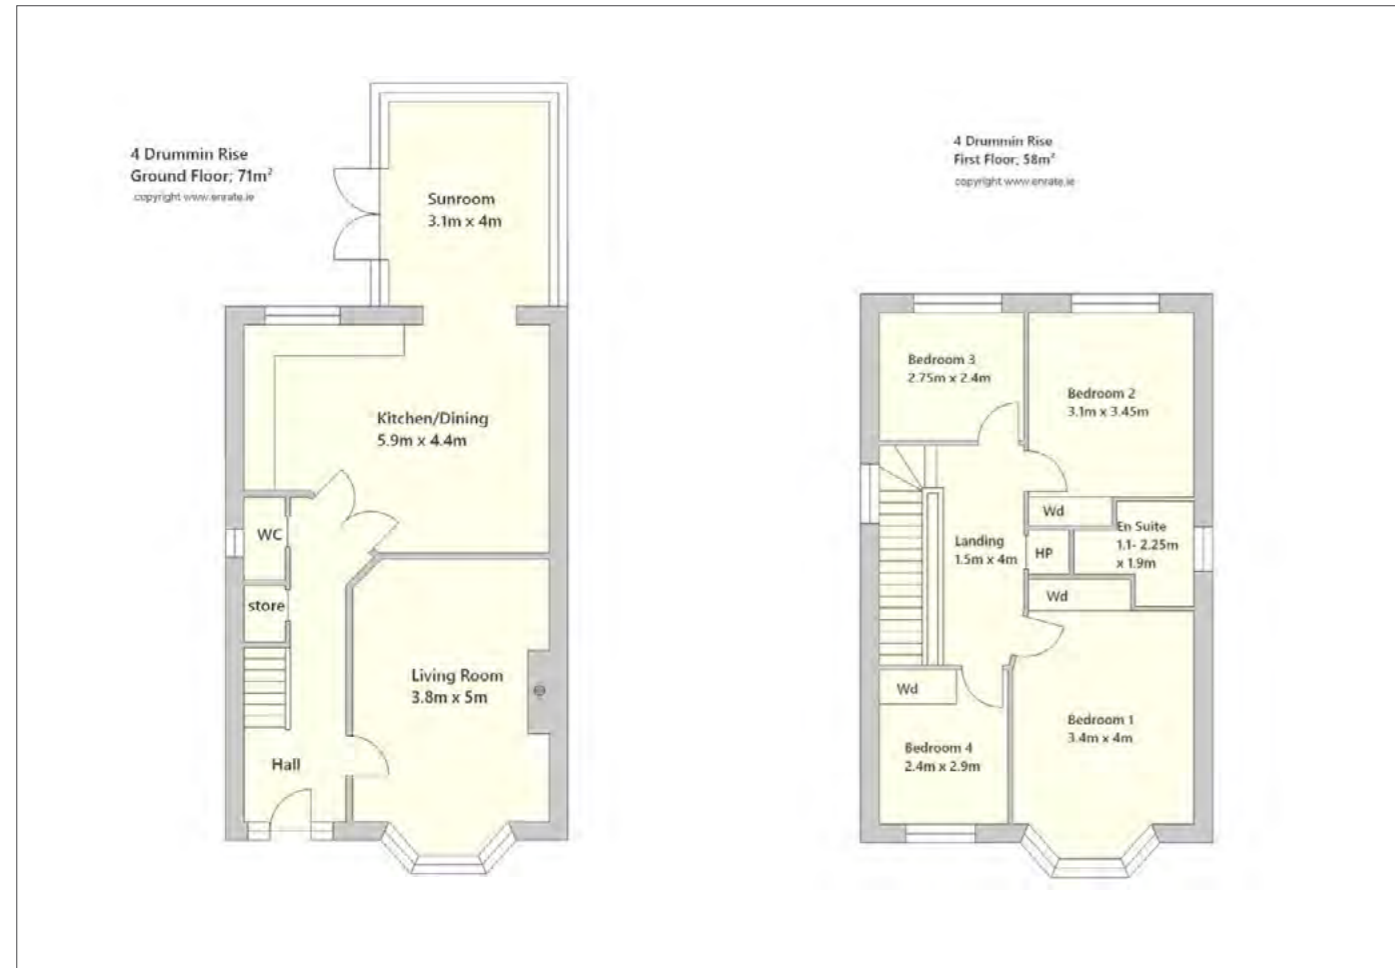 4 Drummin Rise
Ground Floor; 71m²
copyright www.enrate.ie
Sunroom
3.1m x 4m
Kitchen/Dining
5.9m x 4.4m
WC
store
Living Room
3.8m x 5m
Hall
4 Drummin Rise
First Floor; 58m²
copyright www.enrate.ie
Bedroom 3
2.75m x 2.4m
Bedroom 2
3.1m x 3.45m
Wd
En Suite
1.1- 2.25m
x 1.9m
Landing
1.5m x 4m
HP
Wd
Wd
Bedroom 1
3.4m x 4m
Bedroom 4
2.4m x 2.9m